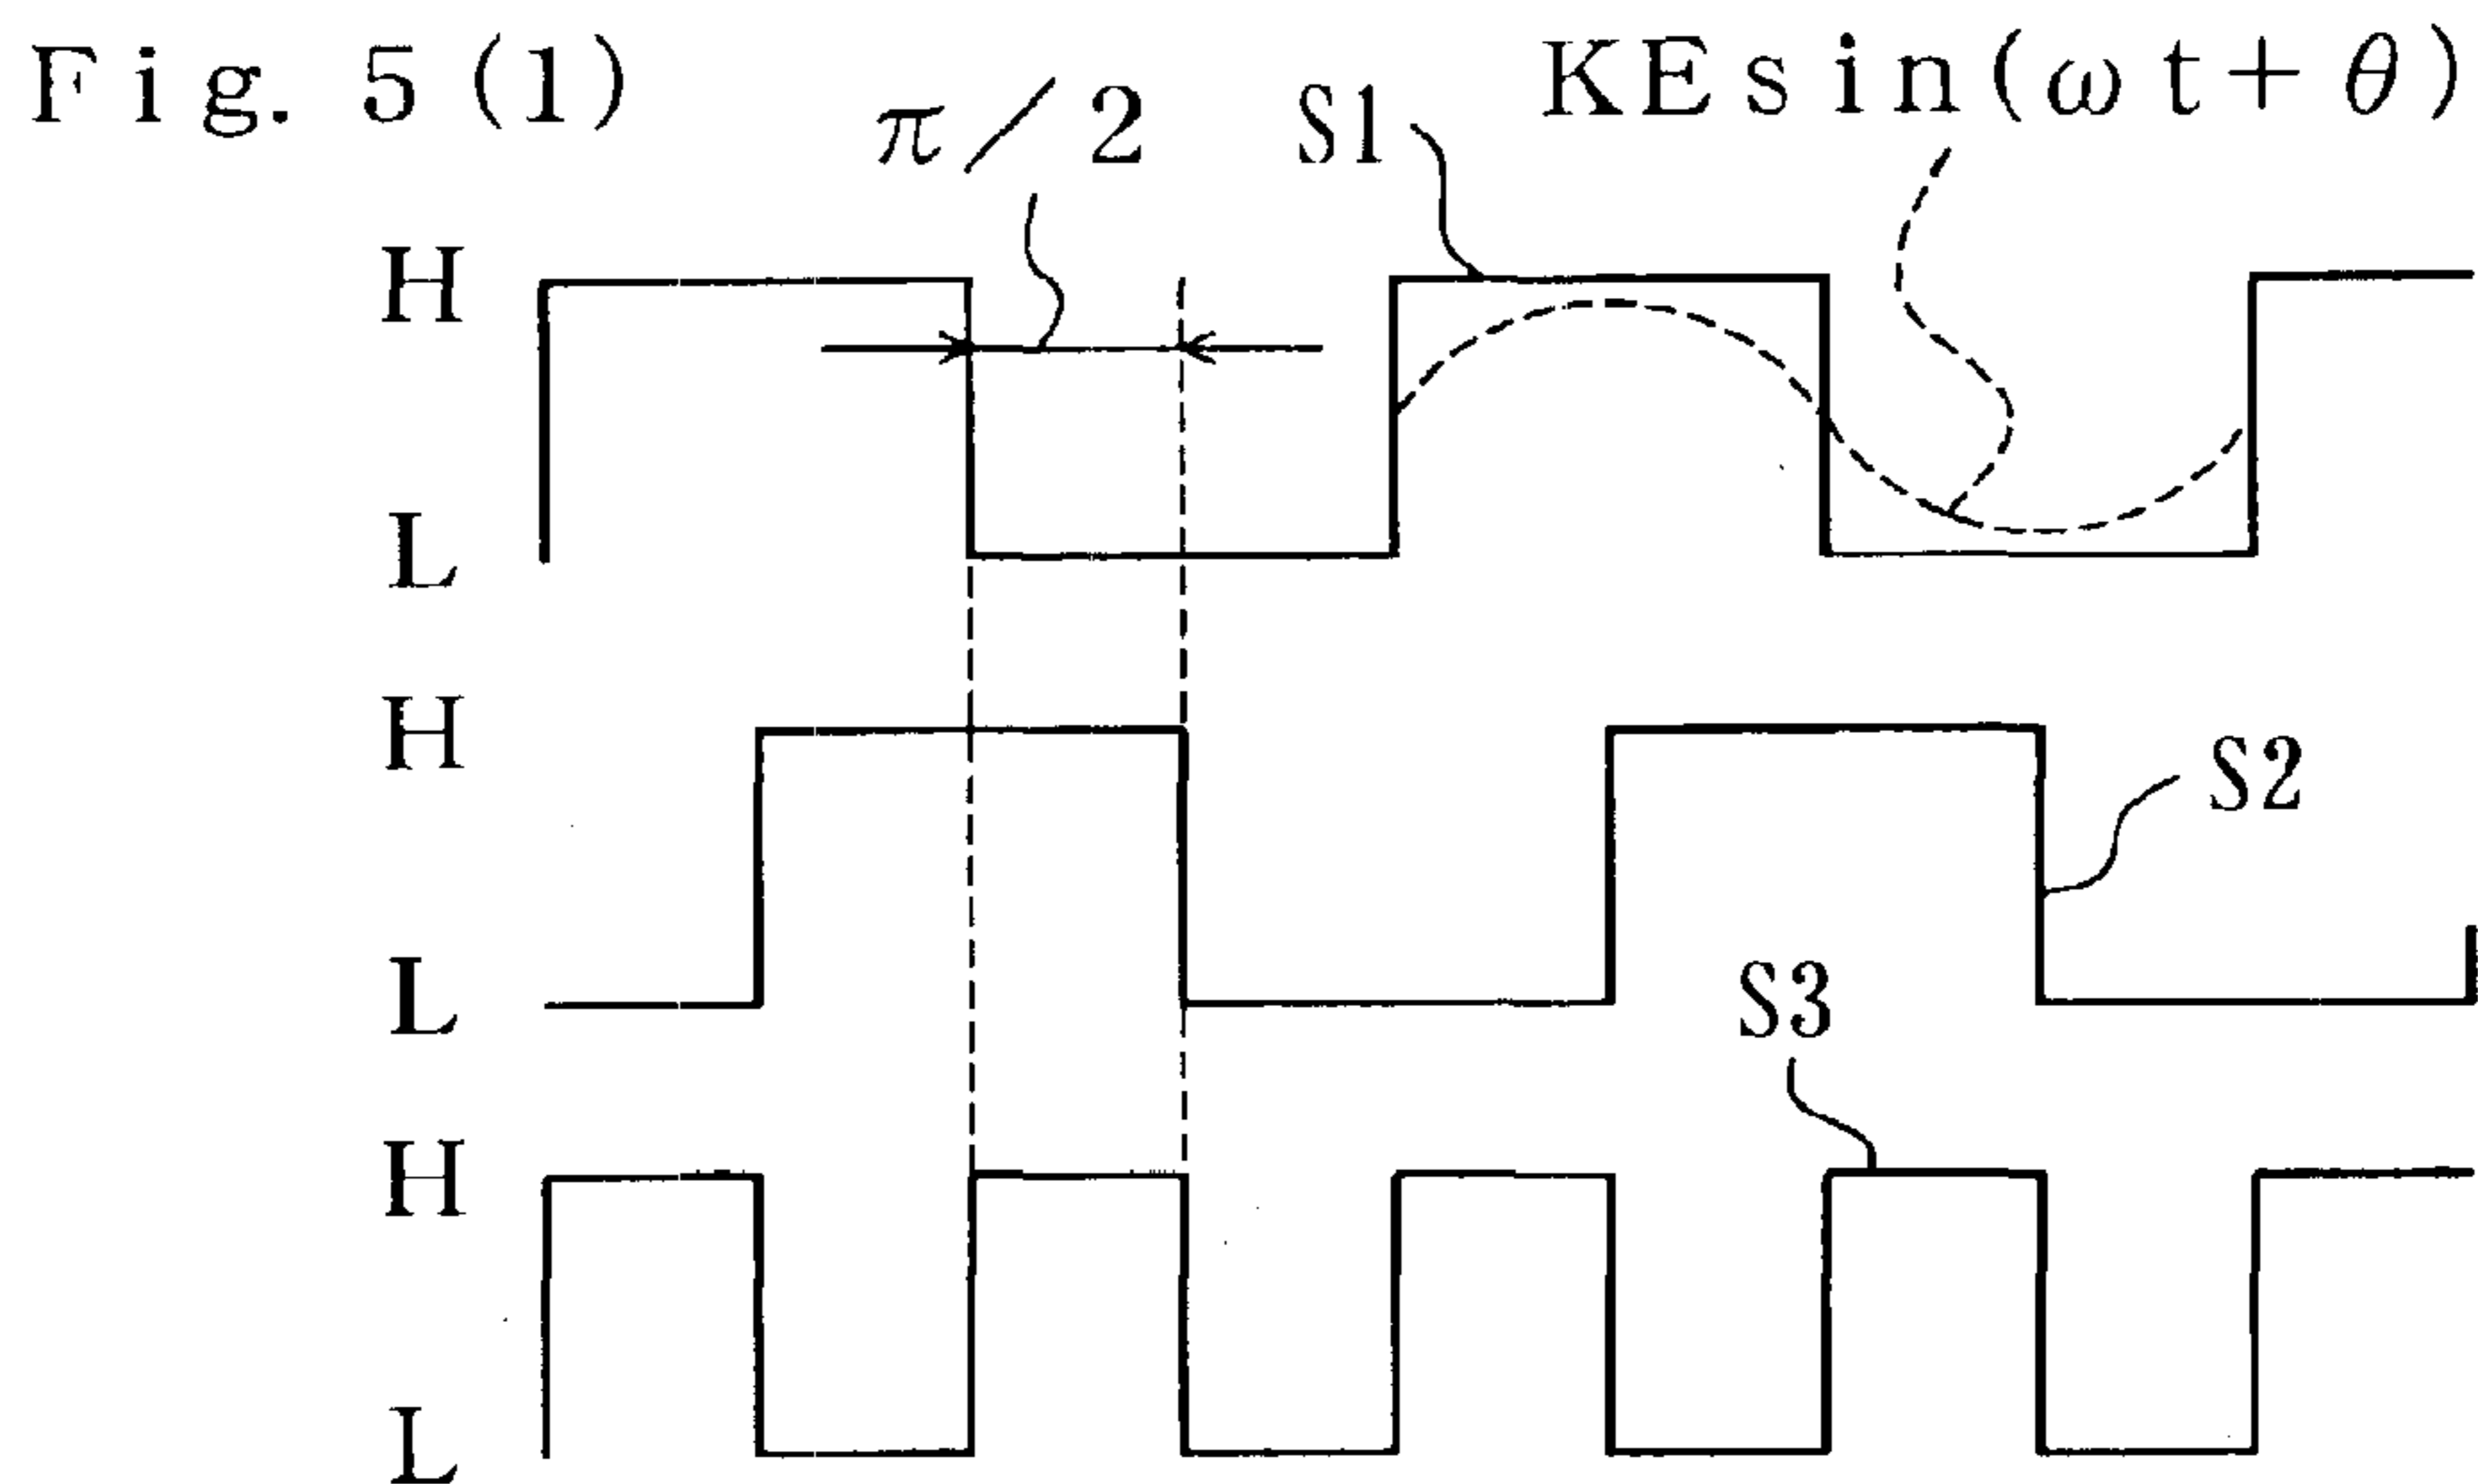 Fig. 5(1)
π/2
S1
KEsin(ωt+θ)
H
L
H
S2
L
S3
H
L